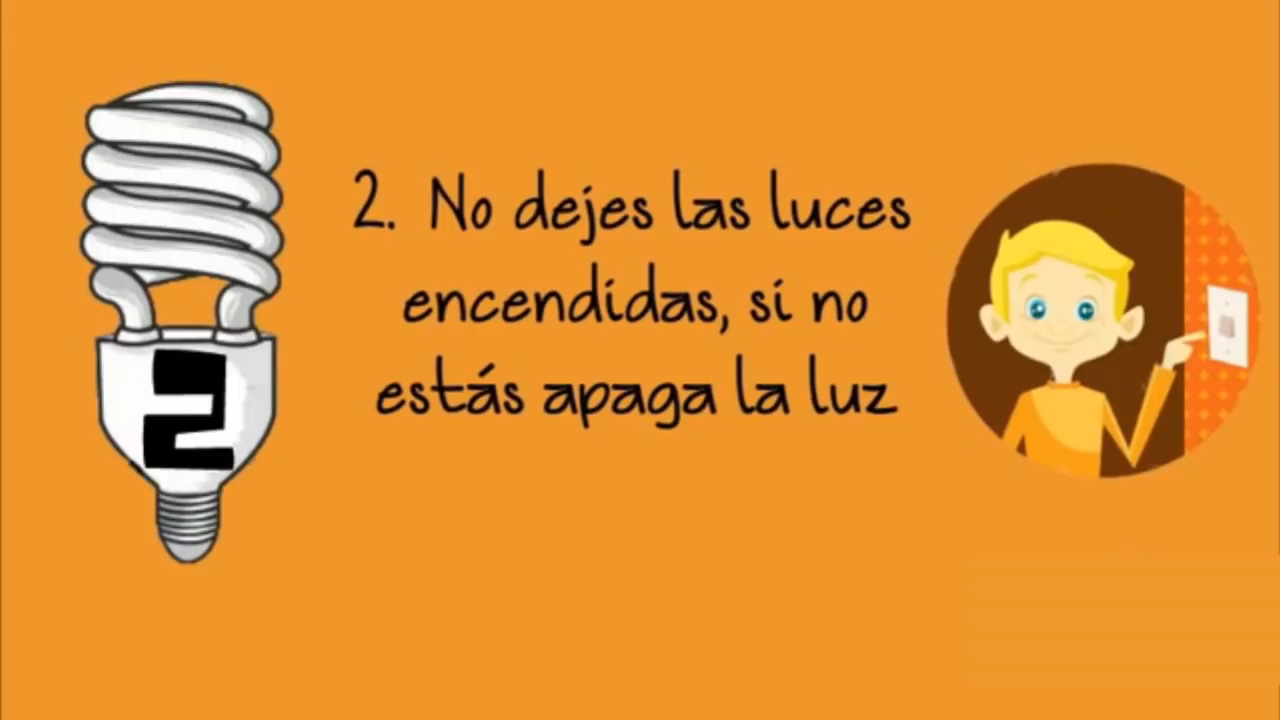 2
2. No dejes las luces
encendidas, si no
estás apaga la luz